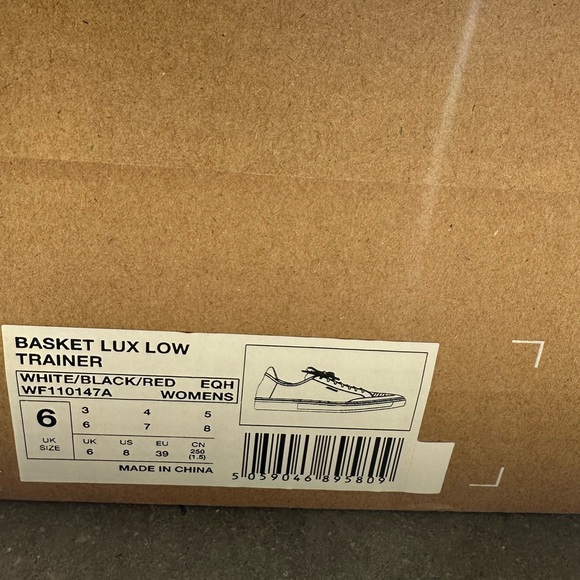 BASKET LUX LOW
TRAINER
WHITE/BLACK/RED EQH
WF110147A WOMENS
6 3 4 5
UK SIZE 6 7 8
UK US EU CN
6 8 39 250 (1.5)
MADE IN CHINA
5 059046 895809